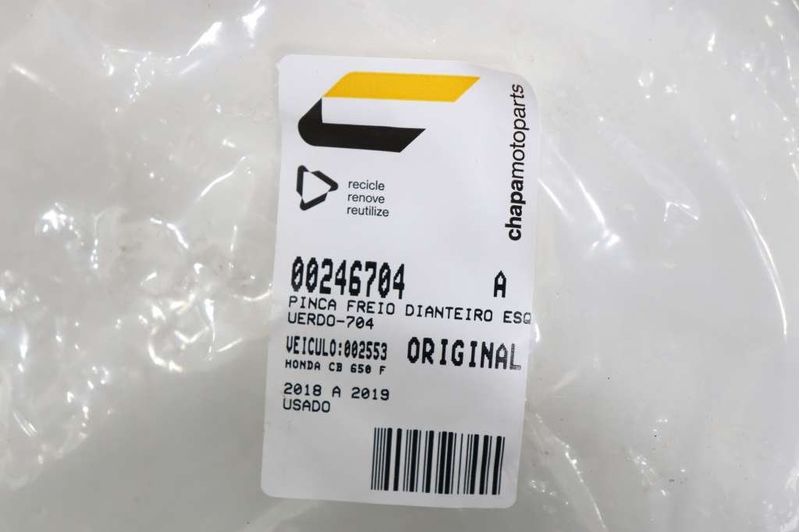 chapamotoparts
recicle
renove
reutilize
00246704 A
PINCA FREIO DIANTEIRO ESQ
UERDO-704
VEICULO:002553 ORIGINAL
HONDA CB 650 F
2018 A 2019
USADO